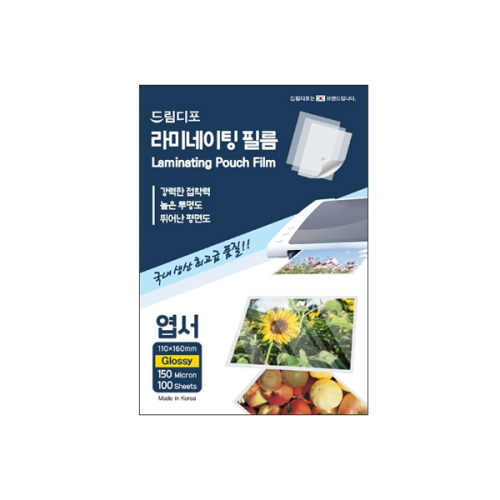 드림디포는 🇰🇷 브랜드입니다.
드림디포
라미네이팅 필름
Laminating Pouch Film
강력한 접착력
높은 투명도
뛰어난 평면도
국내 생산 최고급 품질!!
엽서
110×160mm
Glossy
150 Micron
100 Sheets
Made in Korea